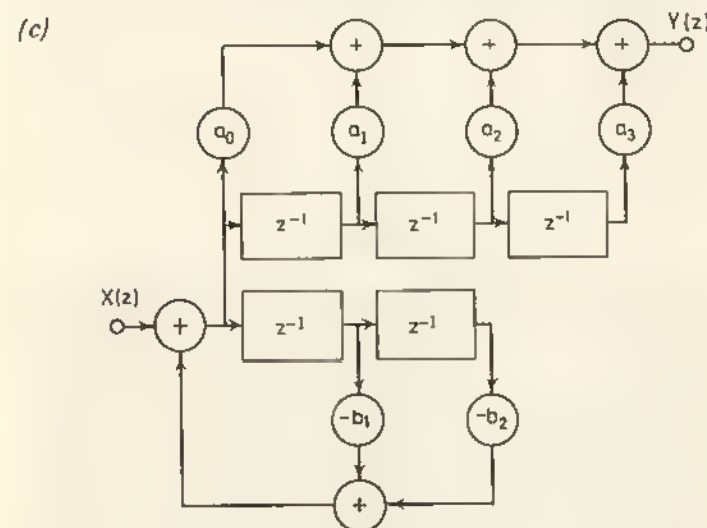 (c)
Y(z)
+ + +
a₀ a₁ a₂ a₃
z⁻¹ z⁻¹ z⁻¹
X(z)
+ z⁻¹ z⁻¹
-b₁ -b₂
+